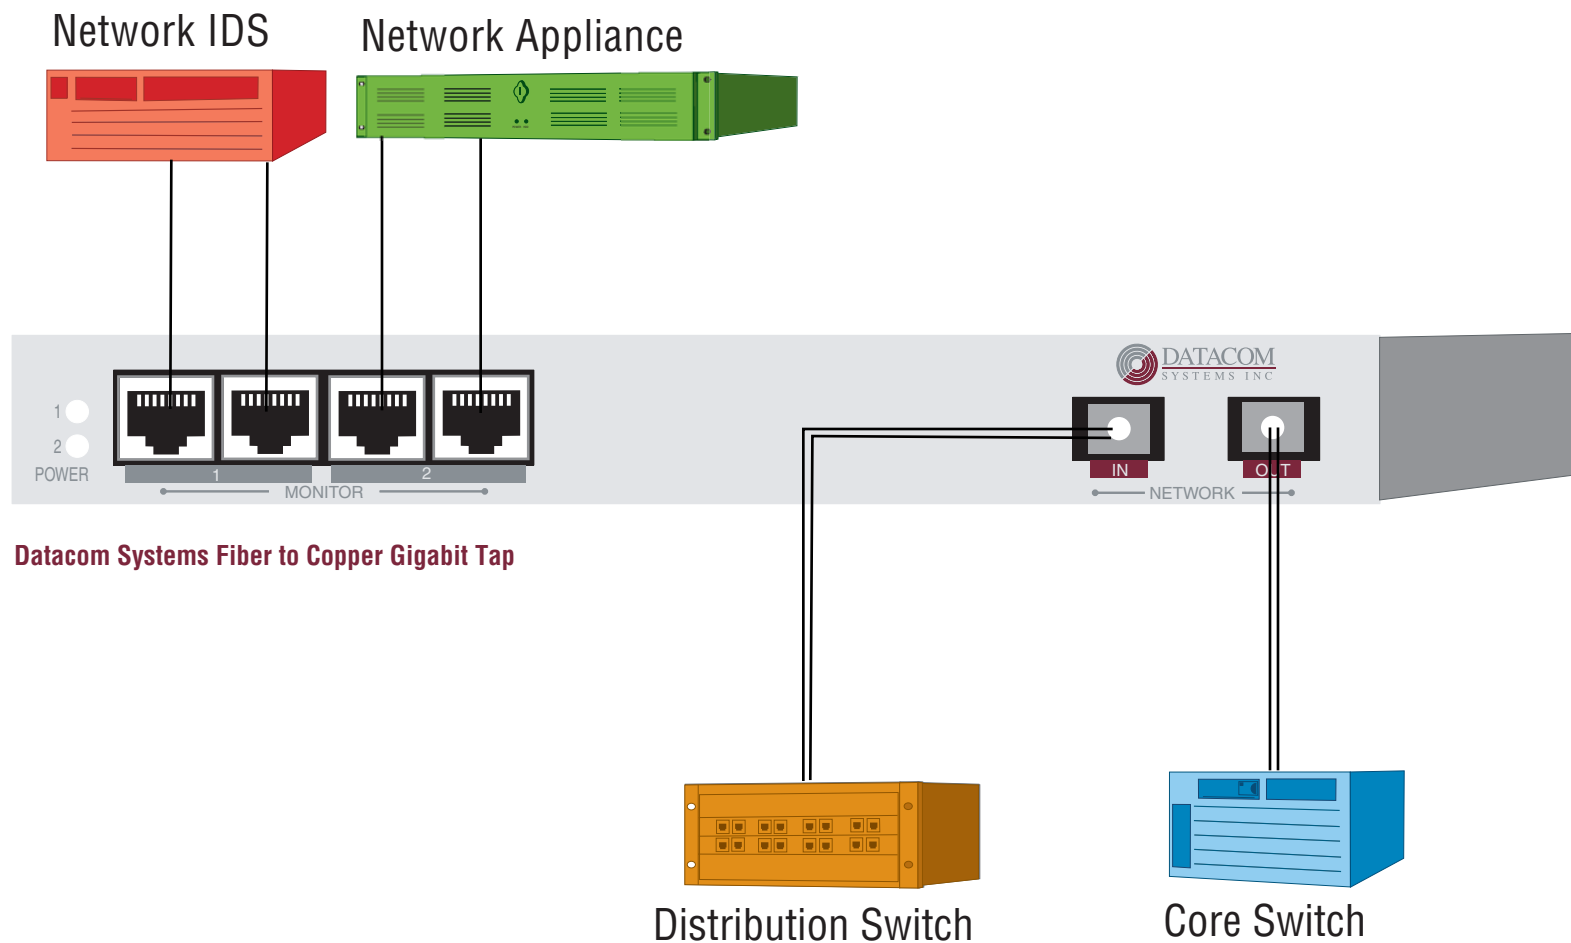 Network IDS
Network Appliance
DATACOM
SYSTEMS INC
1
2
POWER
1
2
MONITOR
IN
OUT
NETWORK
Datacom Systems Fiber to Copper Gigabit Tap
Distribution Switch
Core Switch